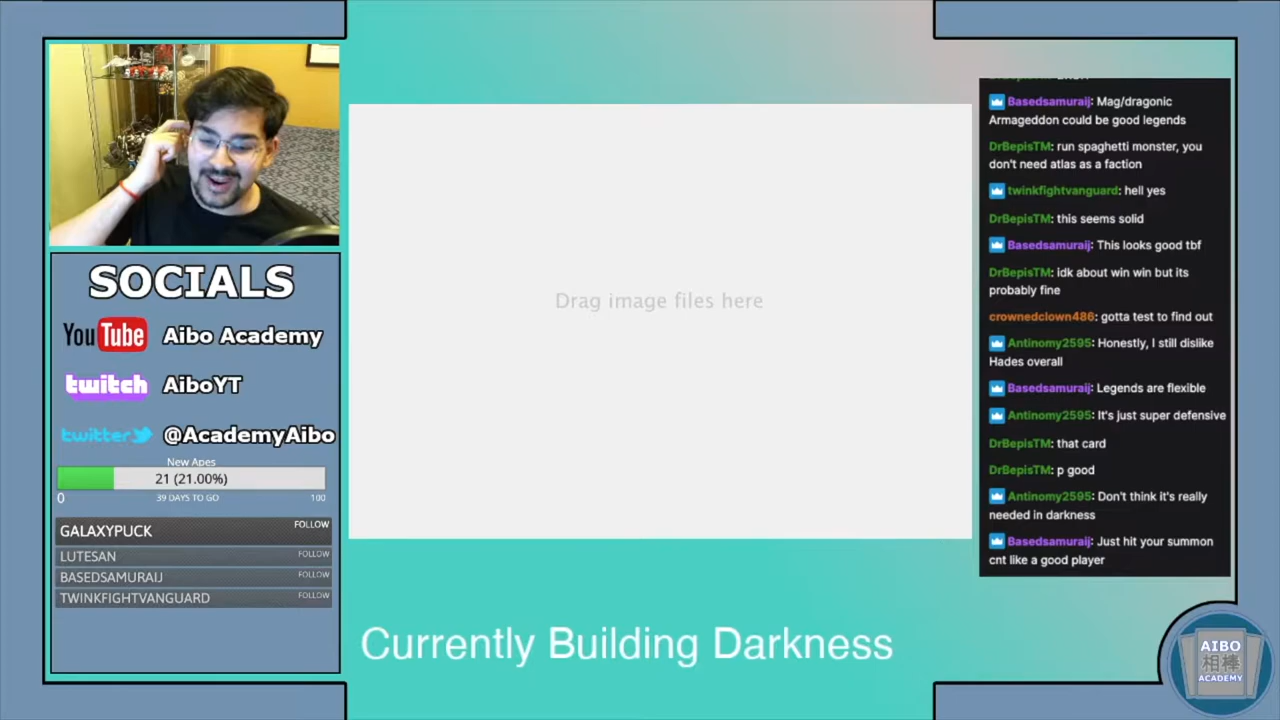 SOCIALS
YouTube Aibo Academy
twitch AiboYT
twitter @AcademyAibo
New Apes
21 (21.00%)
0 39 DAYS TO GO 100
GALAXYPUCK FOLLOW
LUTESAN FOLLOW
BASEDSAMURAIJ FOLLOW
TWINKFIGHTVANGUARD FOLLOW
Drag image files here
Currently Building Darkness
Basedsamuraij: Mag/dragonic
Armageddon could be good legends
DrBepisTM: run spaghetti monster, you
don't need atlas as a faction
twinkfightvanguard: hell yes
DrBepisTM: this seems solid
Basedsamuraij: This looks good tbf
DrBepisTM: idk about win win but its
probably fine
crownedclown486: gotta test to find out
Antinomy2595: Honestly, I still dislike
Hades overall
Basedsamuraij: Legends are flexible
Antinomy2595: It's just super defensive
DrBepisTM: that card
DrBepisTM: p good
Antinomy2595: Don't think it's really
needed in darkness
Basedsamuraij: Just hit your summon
cnt like a good player
AIBO
相棒
ACADEMY